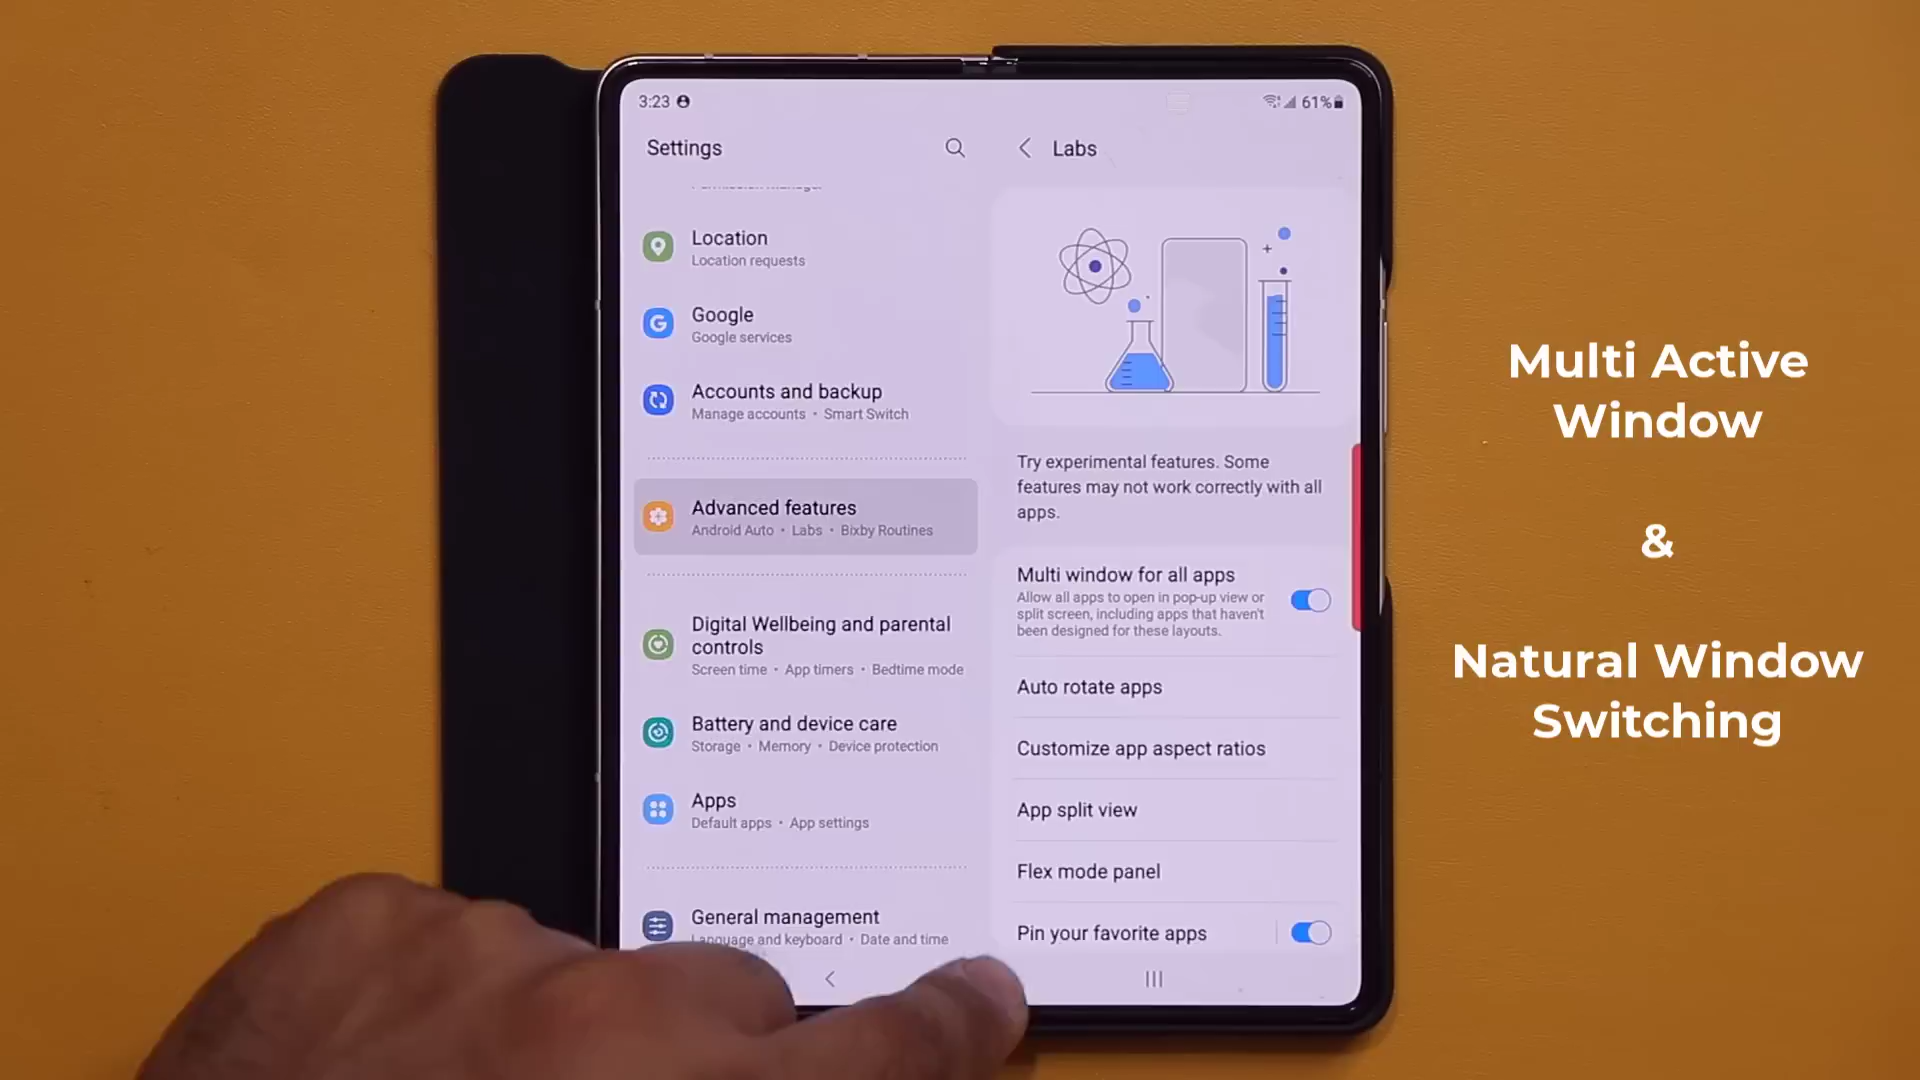 3:23
61%
Settings
Labs
Location
Location requests
Google
Google services
Accounts and backup
Manage accounts • Smart Switch
Advanced features
Android Auto • Labs • Bixby Routines
Digital Wellbeing and parental
controls
Screen time • App timers • Bedtime mode
Battery and device care
Storage • Memory • Device protection
Apps
Default apps • App settings
General management
Language and keyboard • Date and time
Try experimental features. Some
features may not work correctly with all
apps.
Multi window for all apps
Allow all apps to open in pop-up view or
split screen, including apps that haven't
been designed for these layouts.
Auto rotate apps
Customize app aspect ratios
App split view
Flex mode panel
Pin your favorite apps
Multi Active
Window
&
Natural Window
Switching